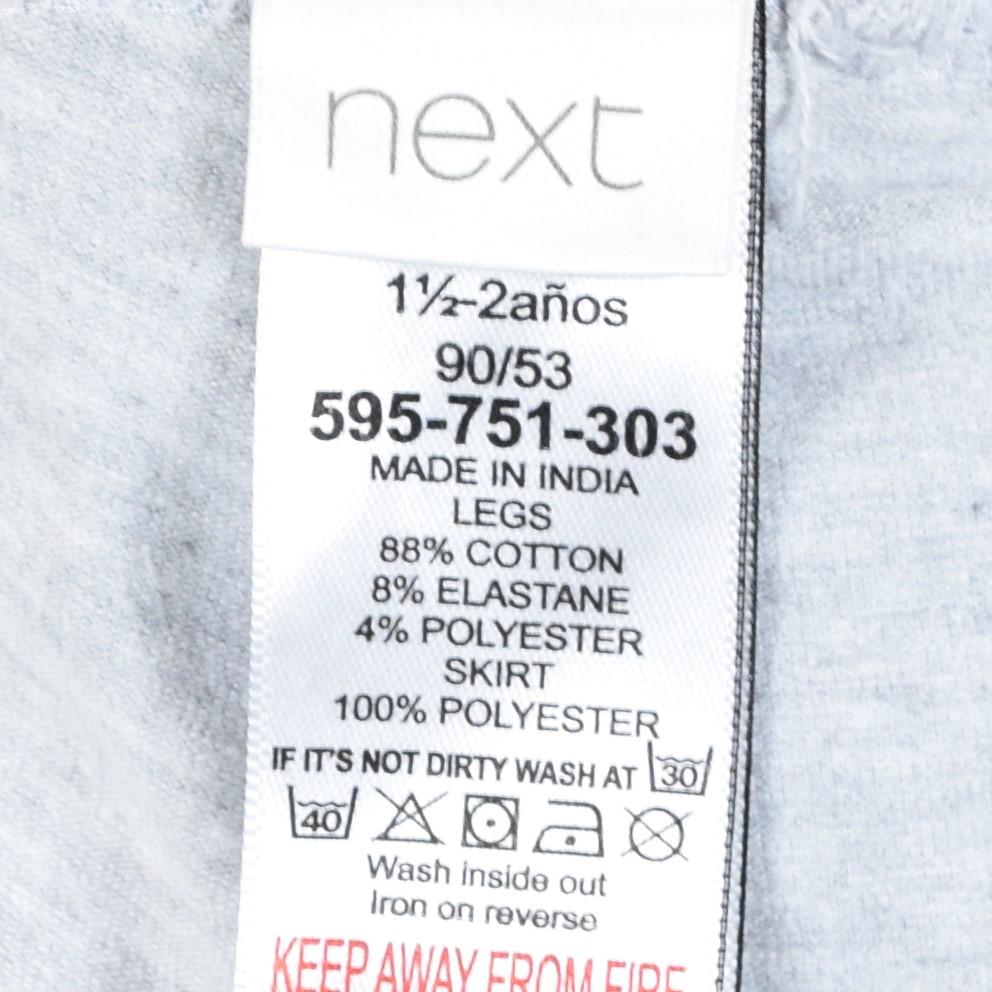 next
1½-2años
90/53
595-751-303
MADE IN INDIA
LEGS
88% COTTON
8% ELASTANE
4% POLYESTER
SKIRT
100% POLYESTER
IF IT'S NOT DIRTY WASH AT 30
40
Wash inside out
Iron on reverse
KEEP AWAY FROM FIRE